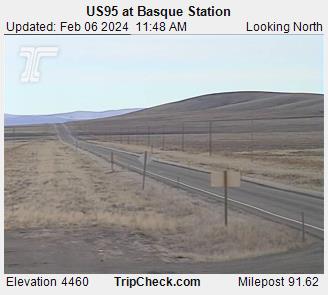 US95 at Basque Station
Updated: Feb 06 2024 11:48 AM Looking North
Elevation 4460 TripCheck.com Milepost 91.62